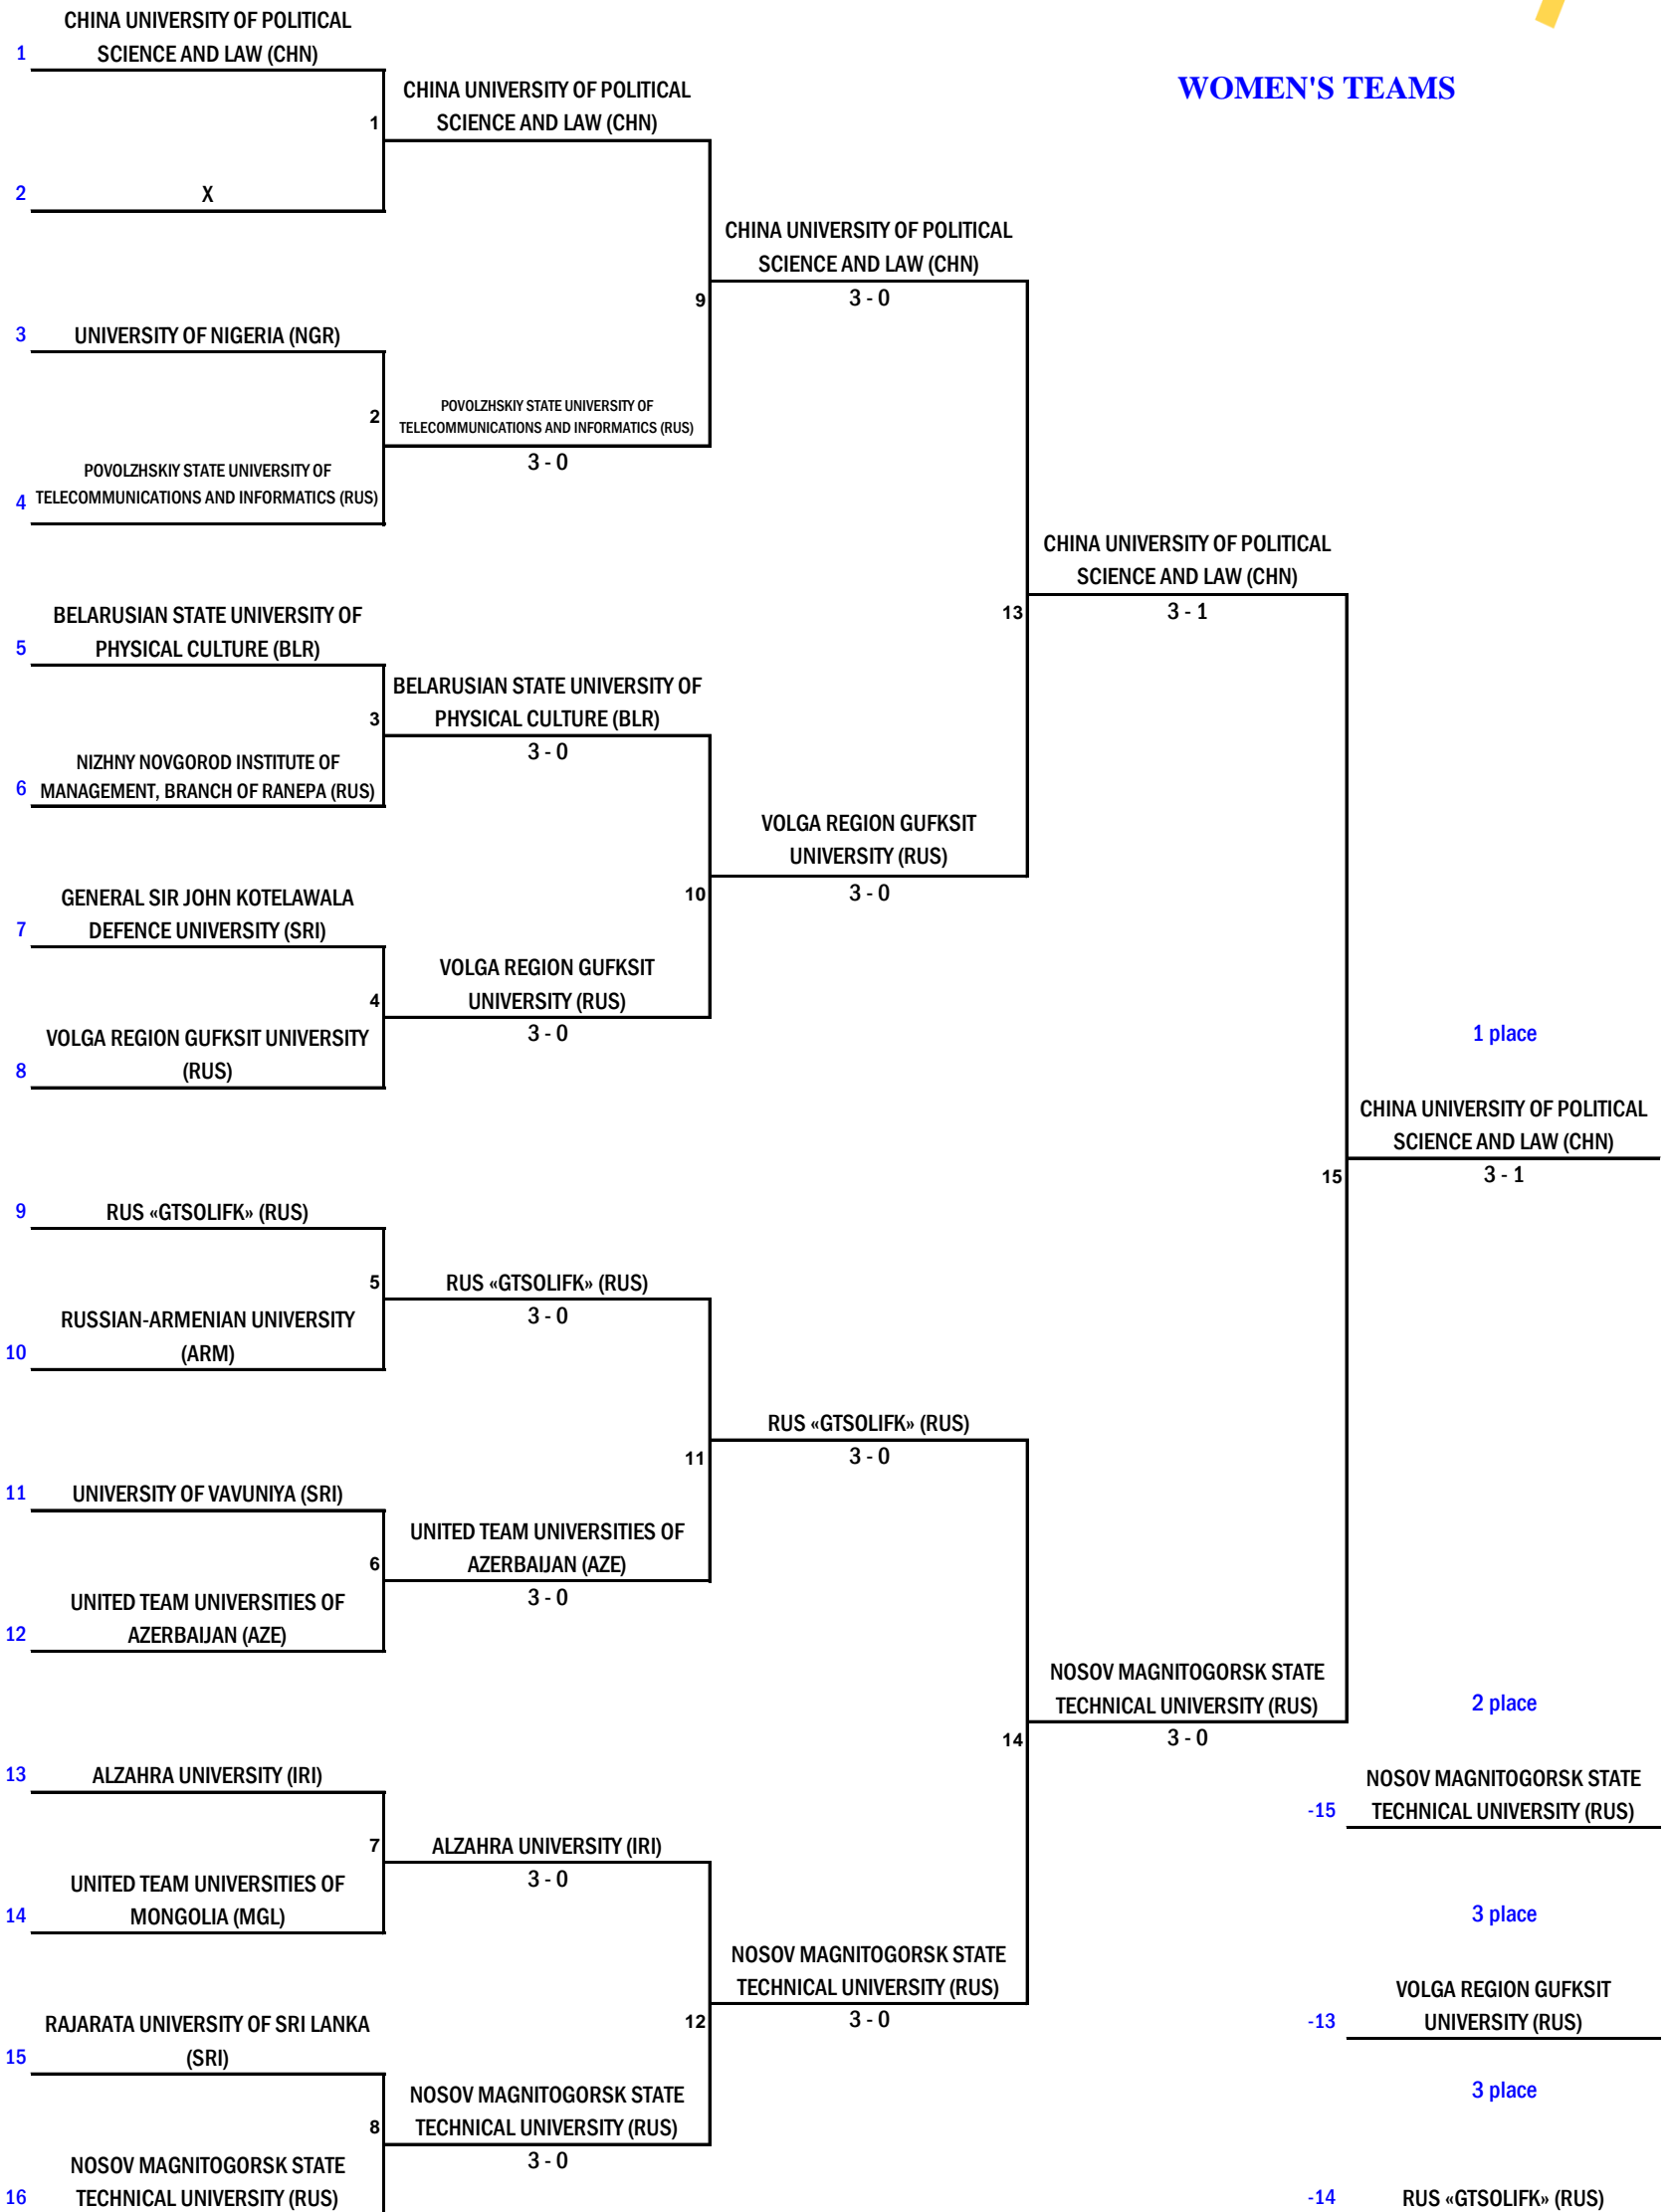 WOMEN'S TEAMS
CHINA UNIVERSITY OF POLITICAL
1 SCIENCE AND LAW (CHN)
CHINA UNIVERSITY OF POLITICAL
1 SCIENCE AND LAW (CHN)
2 X
CHINA UNIVERSITY OF POLITICAL
SCIENCE AND LAW (CHN)
9 3 - 0
3 UNIVERSITY OF NIGERIA (NGR)
2 POVOLZHSKIY STATE UNIVERSITY OF
TELECOMMUNICATIONS AND INFORMATICS (RUS)
3 - 0
POVOLZHSKIY STATE UNIVERSITY OF
4 TELECOMMUNICATIONS AND INFORMATICS (RUS)
CHINA UNIVERSITY OF POLITICAL
SCIENCE AND LAW (CHN)
13 3 - 1
BELARUSIAN STATE UNIVERSITY OF
5 PHYSICAL CULTURE (BLR)
BELARUSIAN STATE UNIVERSITY OF
3 PHYSICAL CULTURE (BLR)
3 - 0
NIZHNY NOVGOROD INSTITUTE OF
6 MANAGEMENT, BRANCH OF RANEPA (RUS)
VOLGA REGION GUFKSIT
UNIVERSITY (RUS)
10 3 - 0
GENERAL SIR JOHN KOTELAWALA
7 DEFENCE UNIVERSITY (SRI)
VOLGA REGION GUFKSIT
4 UNIVERSITY (RUS)
3 - 0
VOLGA REGION GUFKSIT UNIVERSITY
8 (RUS)
1 place
CHINA UNIVERSITY OF POLITICAL
SCIENCE AND LAW (CHN)
15 3 - 1
9 RUS «GTSOLIFK» (RUS)
5 RUS «GTSOLIFK» (RUS)
3 - 0
RUSSIAN-ARMENIAN UNIVERSITY
10 (ARM)
RUS «GTSOLIFK» (RUS)
11 3 - 0
11 UNIVERSITY OF VAVUNIYA (SRI)
UNITED TEAM UNIVERSITIES OF
6 AZERBAIJAN (AZE)
3 - 0
UNITED TEAM UNIVERSITIES OF
12 AZERBAIJAN (AZE)
NOSOV MAGNITOGORSK STATE
TECHNICAL UNIVERSITY (RUS)
14 3 - 0
2 place
NOSOV MAGNITOGORSK STATE
-15 TECHNICAL UNIVERSITY (RUS)
13 ALZAHRA UNIVERSITY (IRI)
7 ALZAHRA UNIVERSITY (IRI)
3 - 0
UNITED TEAM UNIVERSITIES OF
14 MONGOLIA (MGL)
3 place
NOSOV MAGNITOGORSK STATE
TECHNICAL UNIVERSITY (RUS)
12 3 - 0
VOLGA REGION GUFKSIT
-13 UNIVERSITY (RUS)
RAJARATA UNIVERSITY OF SRI LANKA
15 (SRI)
3 place
NOSOV MAGNITOGORSK STATE
8 TECHNICAL UNIVERSITY (RUS)
3 - 0
NOSOV MAGNITOGORSK STATE
16 TECHNICAL UNIVERSITY (RUS)
-14 RUS «GTSOLIFK» (RUS)